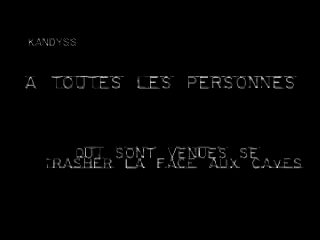 KANDYSS
A TOUTES LES PERSONNES
QUI SONT VENUES SE
TRASHER LA FACE AUX CAVES